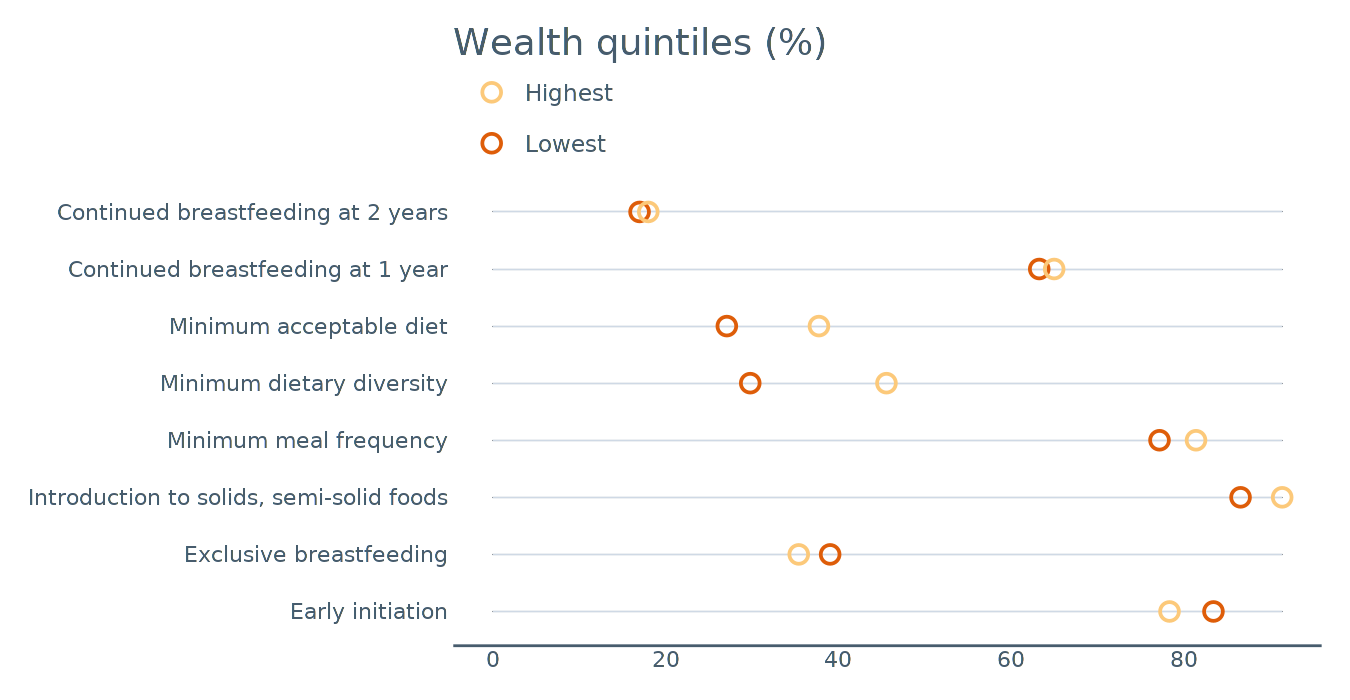 Wealth quintiles (%)
Highest
Lowest
Continued breastfeeding at 2 years
Continued breastfeeding at 1 year
Minimum acceptable diet
Minimum dietary diversity
Minimum meal frequency
Introduction to solids, semi-solid foods
Exclusive breastfeeding
Early initiation
0 20 40 60 80